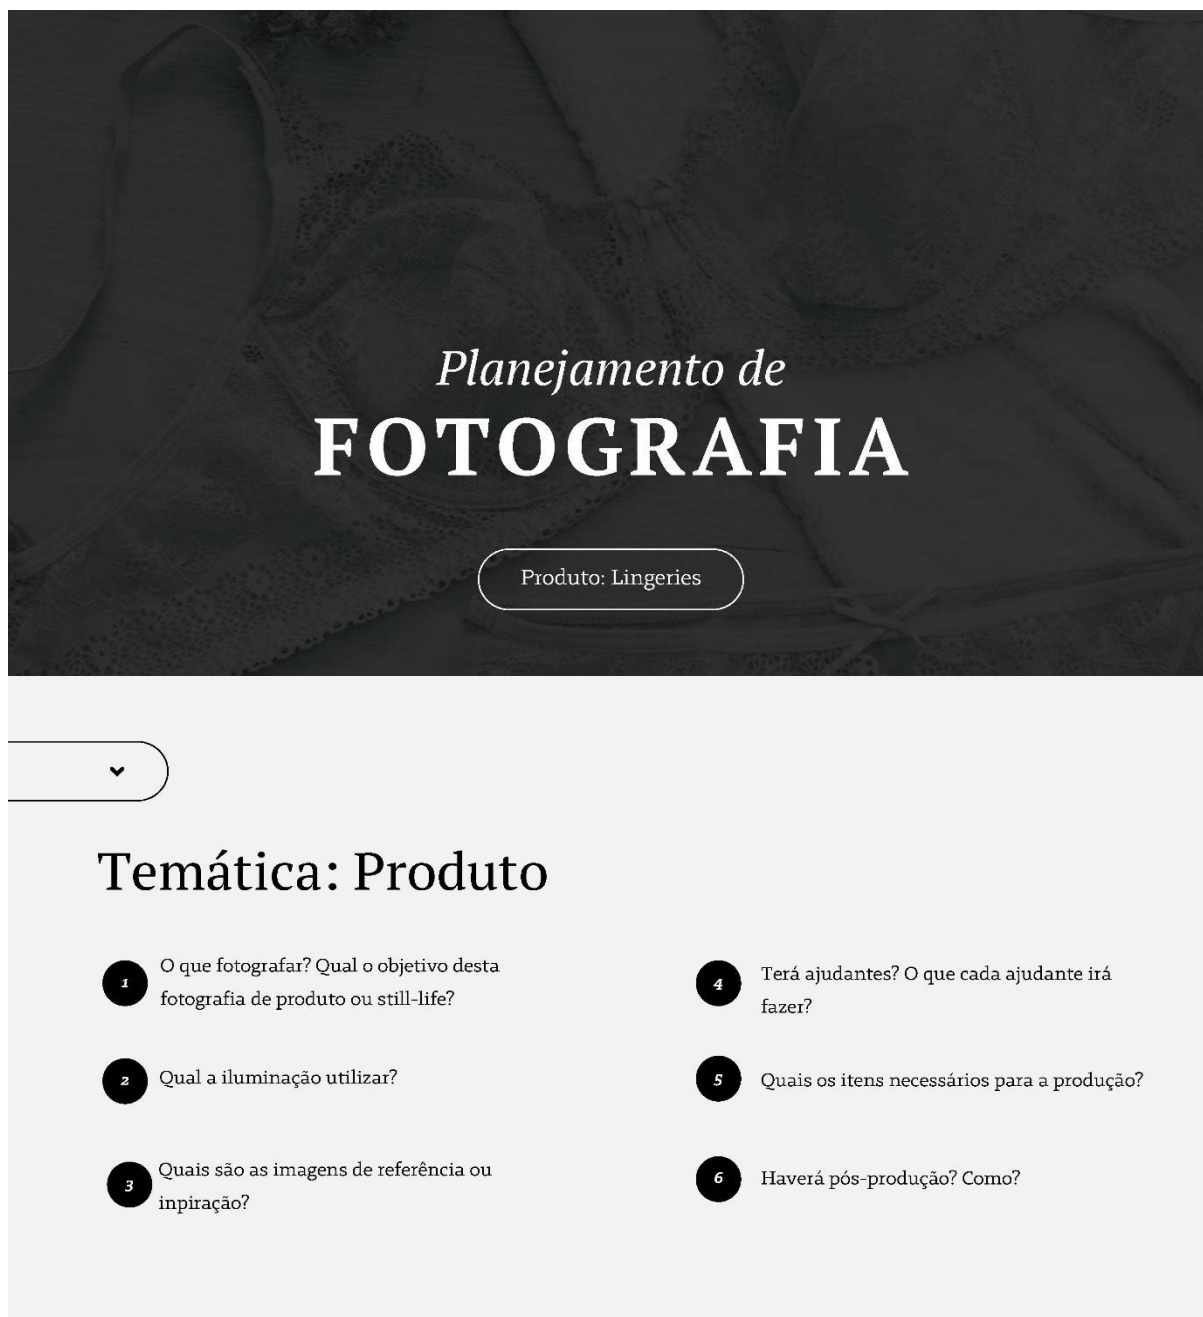 Planejamento de
FOTOGRAFIA
Produto: Lingeries
Temática: Produto
1
O que fotografar? Qual o objetivo desta
fotografia de produto ou still-life?
2
Qual a iluminação utilizar?
3
Quais são as imagens de referência ou
inpiração?
4
Terá ajudantes? O que cada ajudante irá
fazer?
5
Quais os itens necessários para a produção?
6
Haverá pós-produção? Como?